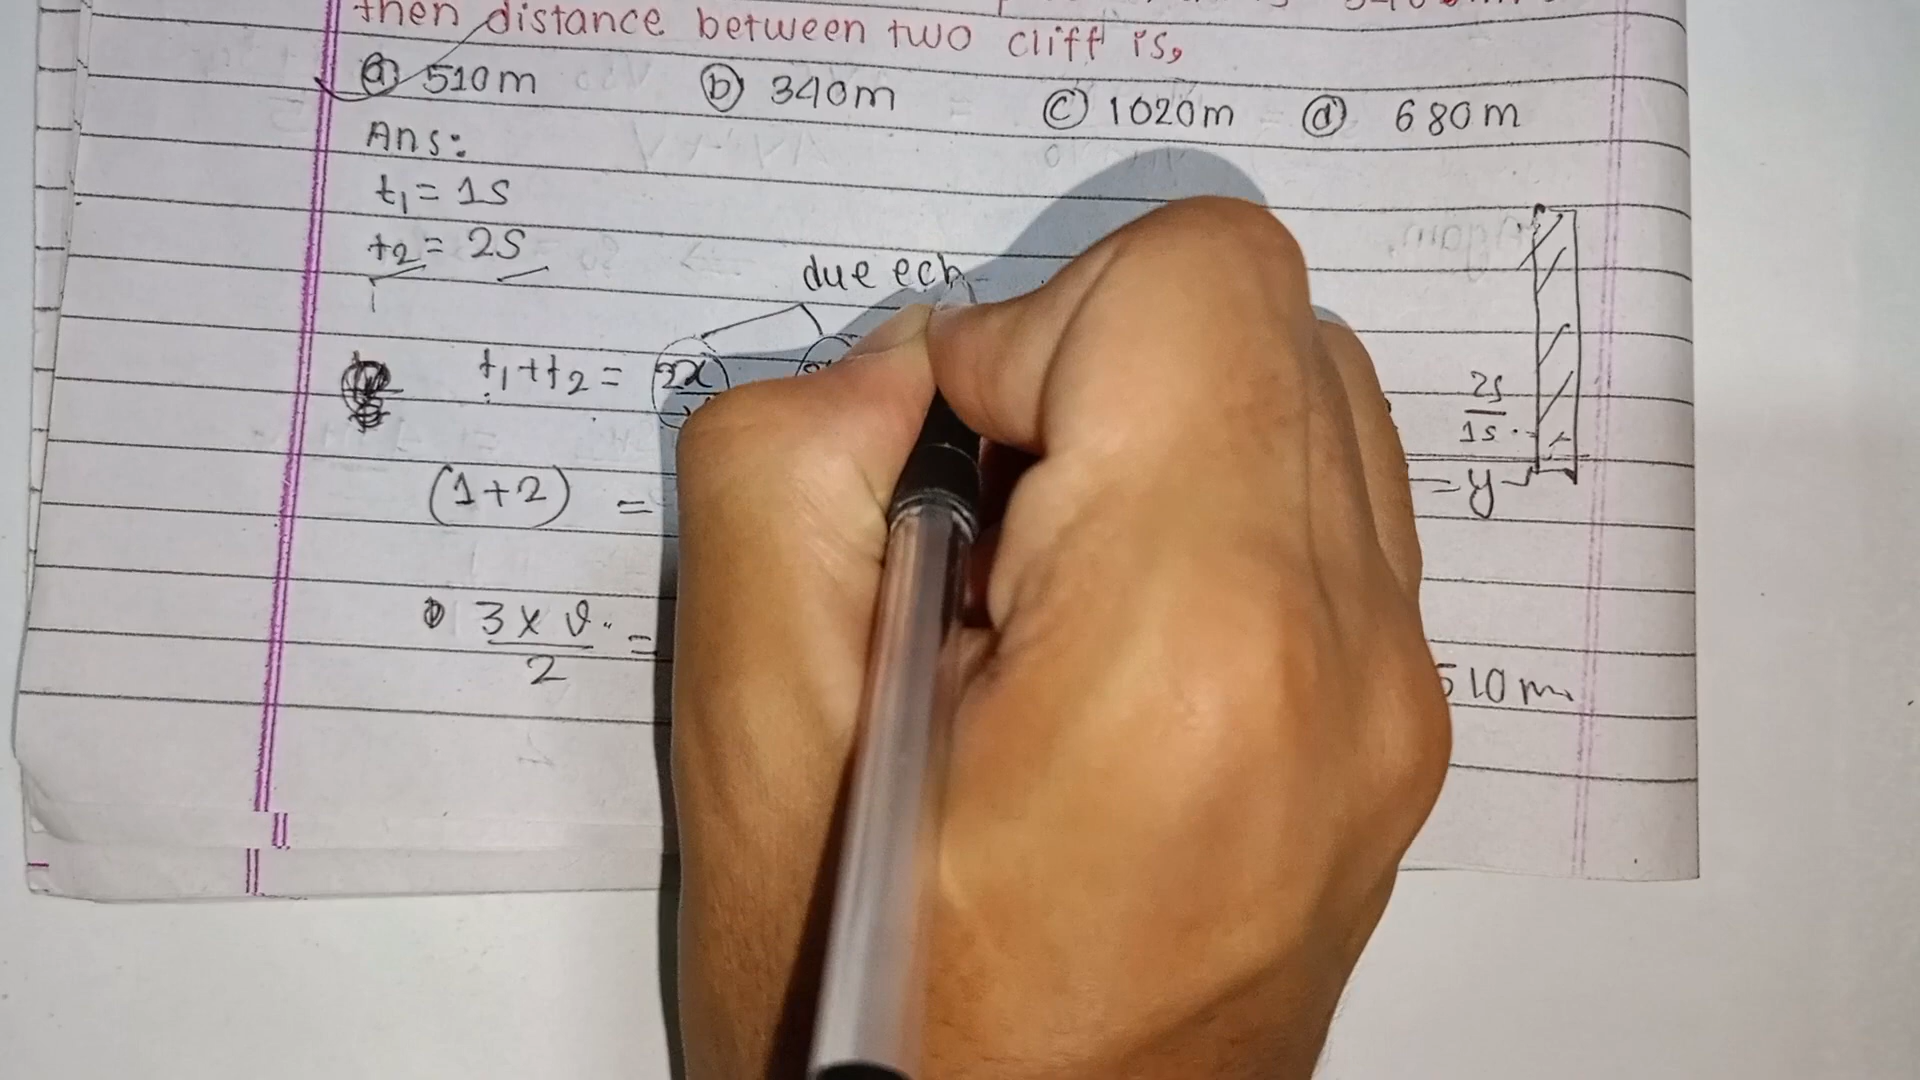 then distance between two cliff is,
(a) 510m (b) 340m (c) 1020m (d) 680m
Ans:
t₁ = 1s
t₂ = 2s
due ech
t₁+t₂ = 2x
2s
1s
(1+2) =
= y
3 x v =
2
510 m